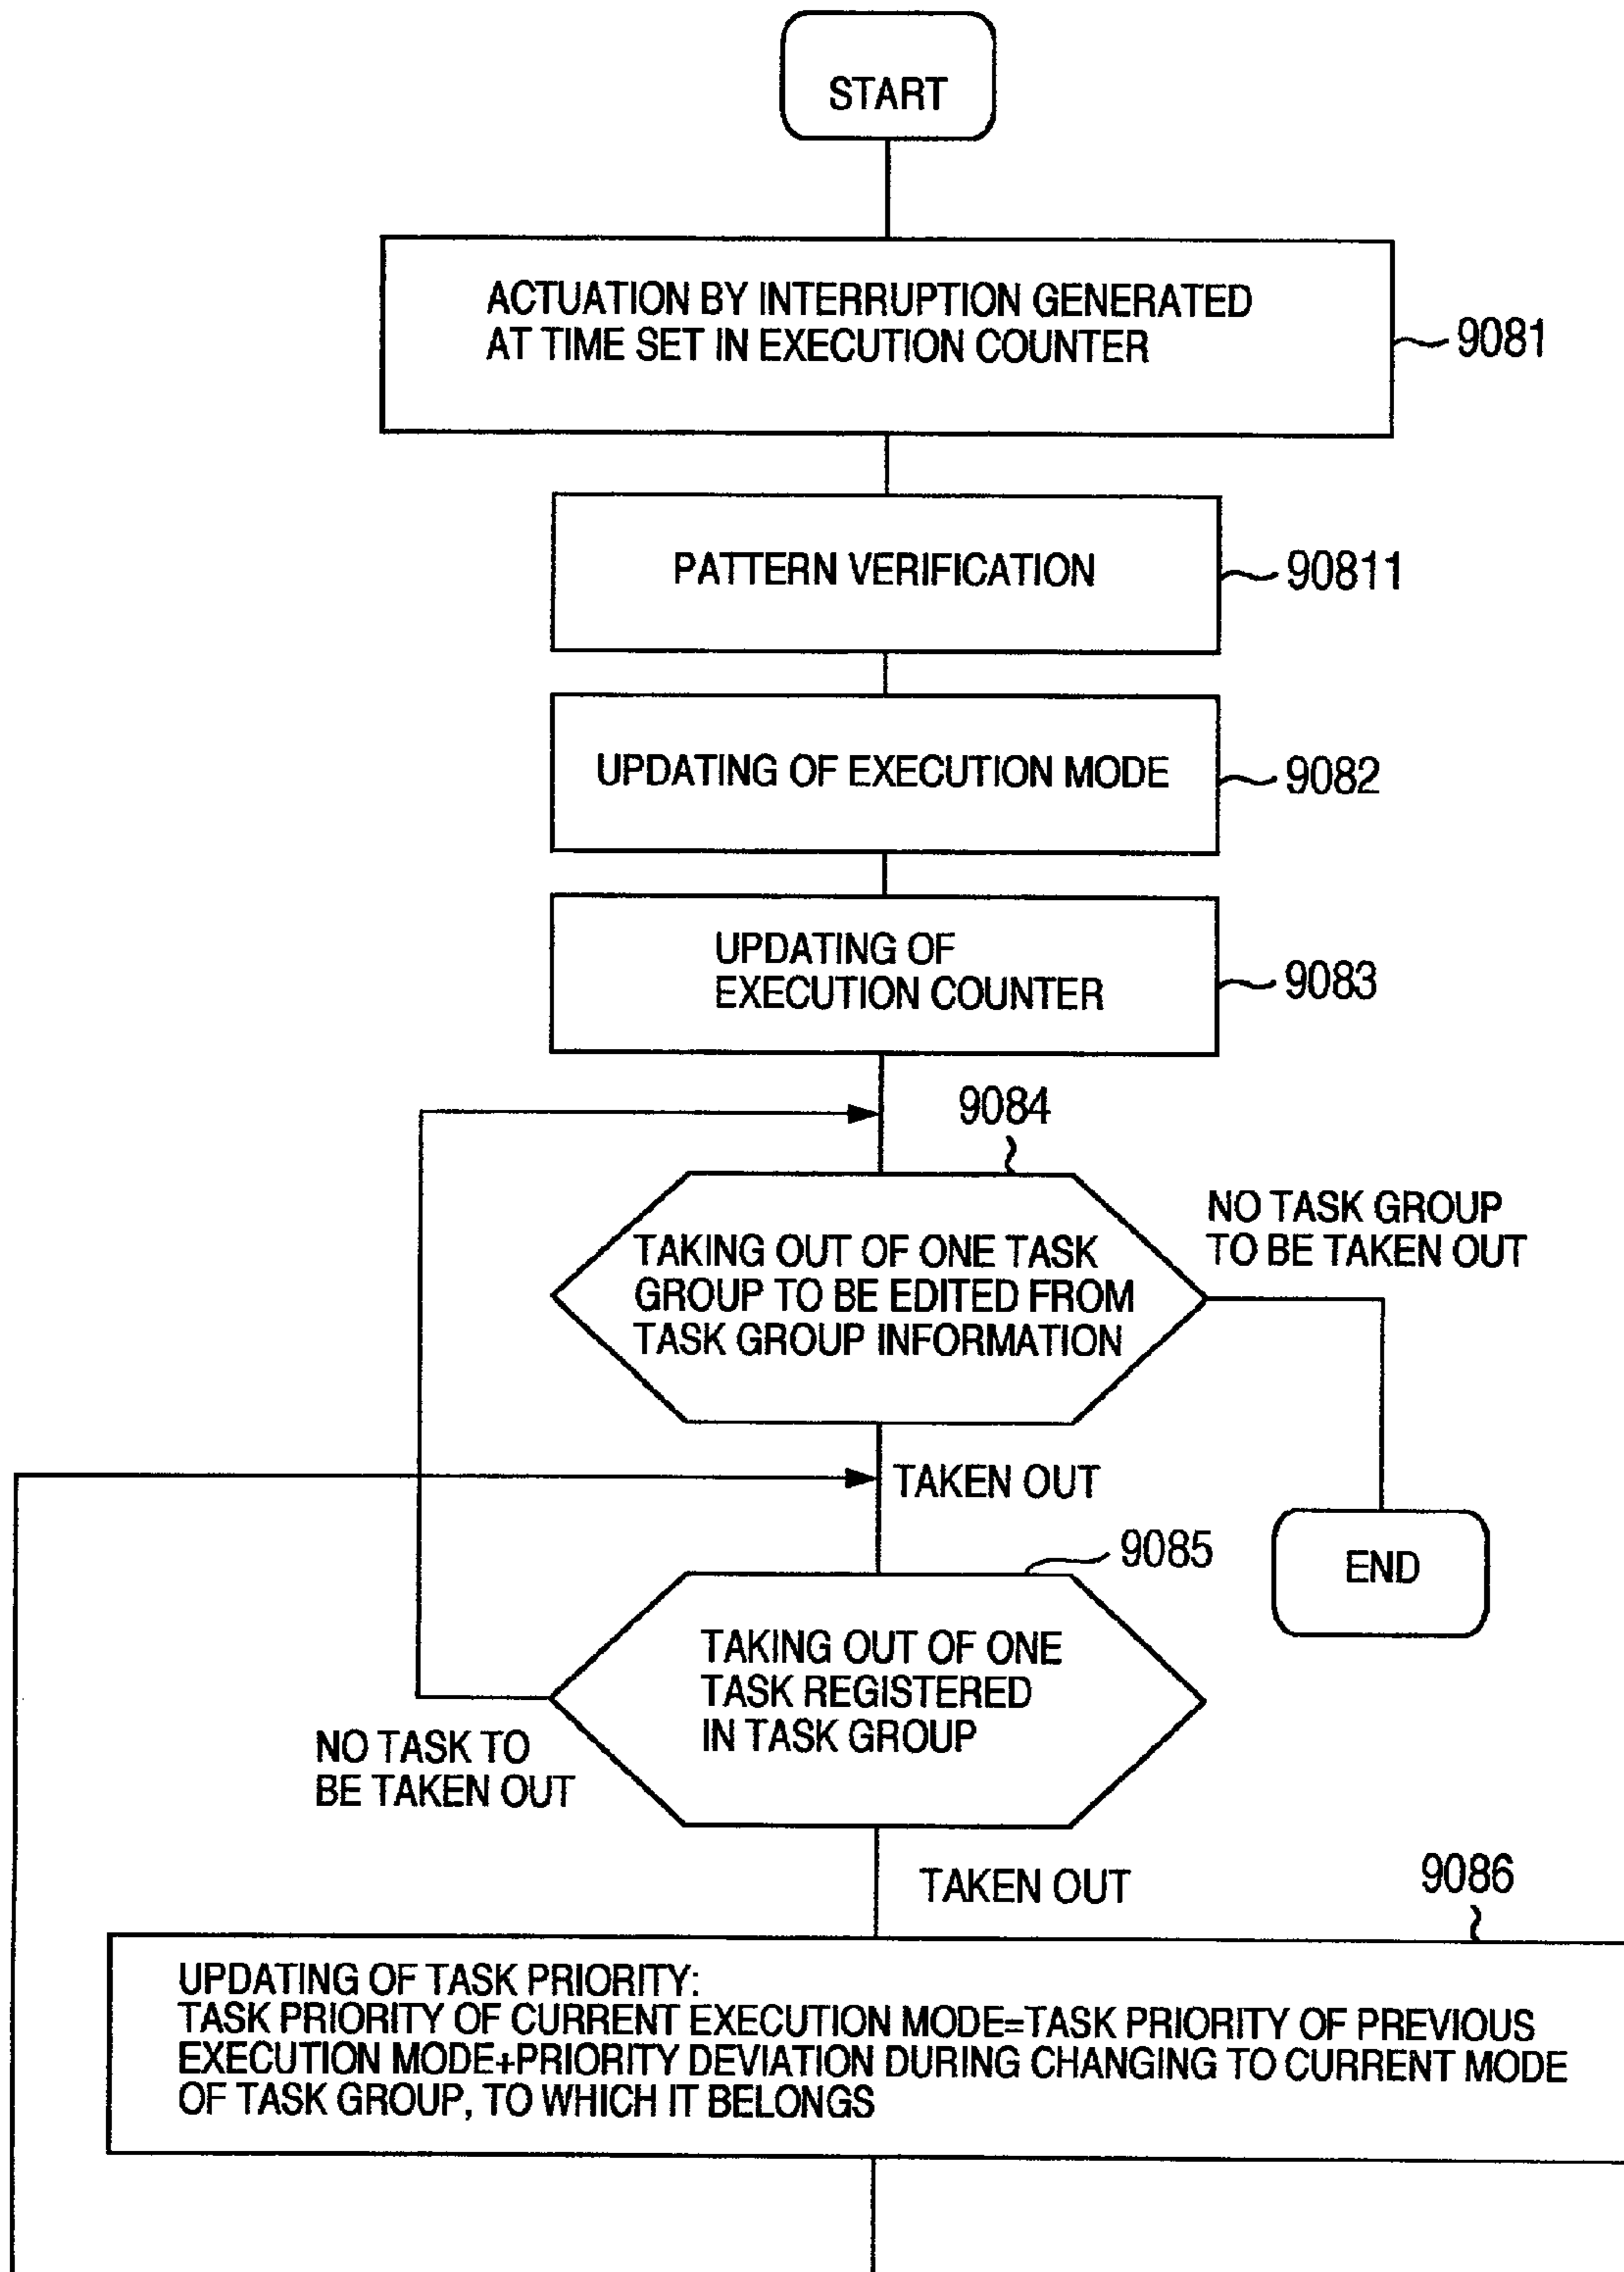 START
ACTUATION BY INTERRUPTION GENERATED
AT TIME SET IN EXECUTION COUNTER
9081
PATTERN VERIFICATION
90811
UPDATING OF EXECUTION MODE
9082
UPDATING OF
EXECUTION COUNTER
9083
9084
NO TASK GROUP
TO BE TAKEN OUT
TAKING OUT OF ONE TASK
GROUP TO BE EDITED FROM
TASK GROUP INFORMATION
TAKEN OUT
9085
END
TAKING OUT OF ONE
TASK REGISTERED
IN TASK GROUP
NO TASK TO
BE TAKEN OUT
TAKEN OUT
9086
UPDATING OF TASK PRIORITY:
TASK PRIORITY OF CURRENT EXECUTION MODE=TASK PRIORITY OF PREVIOUS
EXECUTION MODE+PRIORITY DEVIATION DURING CHANGING TO CURRENT MODE
OF TASK GROUP, TO WHICH IT BELONGS